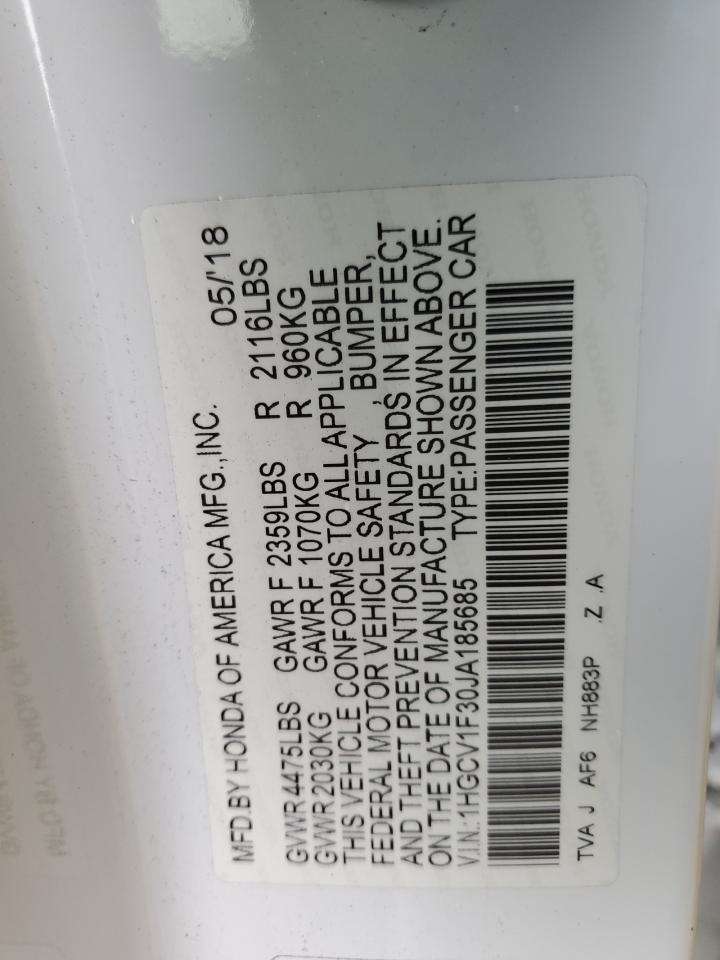 MFD.BY HONDA OF AMERICA MFG.,INC. 05/'18
GVWR 4475LBS GAWR F 2359LBS R 2116LBS
GVWR 2030KG GAWR F 1070KG R 960KG
THIS VEHICLE CONFORMS TO ALL APPLICABLE
FEDERAL MOTOR VEHICLE SAFETY , BUMPER,
AND THEFT PREVENTION STANDARDS IN EFFECT
ON THE DATE OF MANUFACTURE SHOWN ABOVE.
V.I.N.:1HGCV1F30JA185685 TYPE:PASSENGER CAR
TVA J AF6 NH883P .Z .A